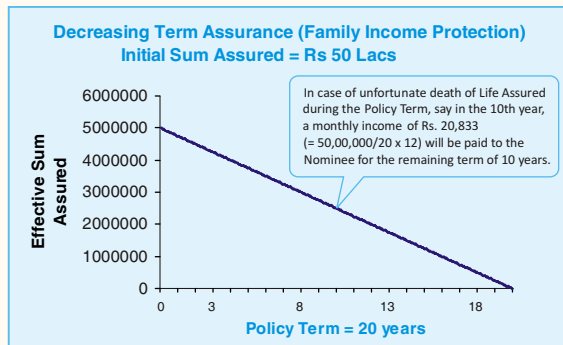 Decreasing Term Assurance (Family Income Protection)
Initial Sum Assured = Rs 50 Lacs
In case of unfortunate death of Life Assured
during the Policy Term, say in the 10th year,
a monthly income of Rs. 20,833
(= 50,00,000/20 x 12) will be paid to the
Nominee for the remaining term of 10 years.
6000000
5000000
4000000
3000000
2000000
1000000
0
Effective Sum
Assured
0 3 8 13 18
Policy Term = 20 years